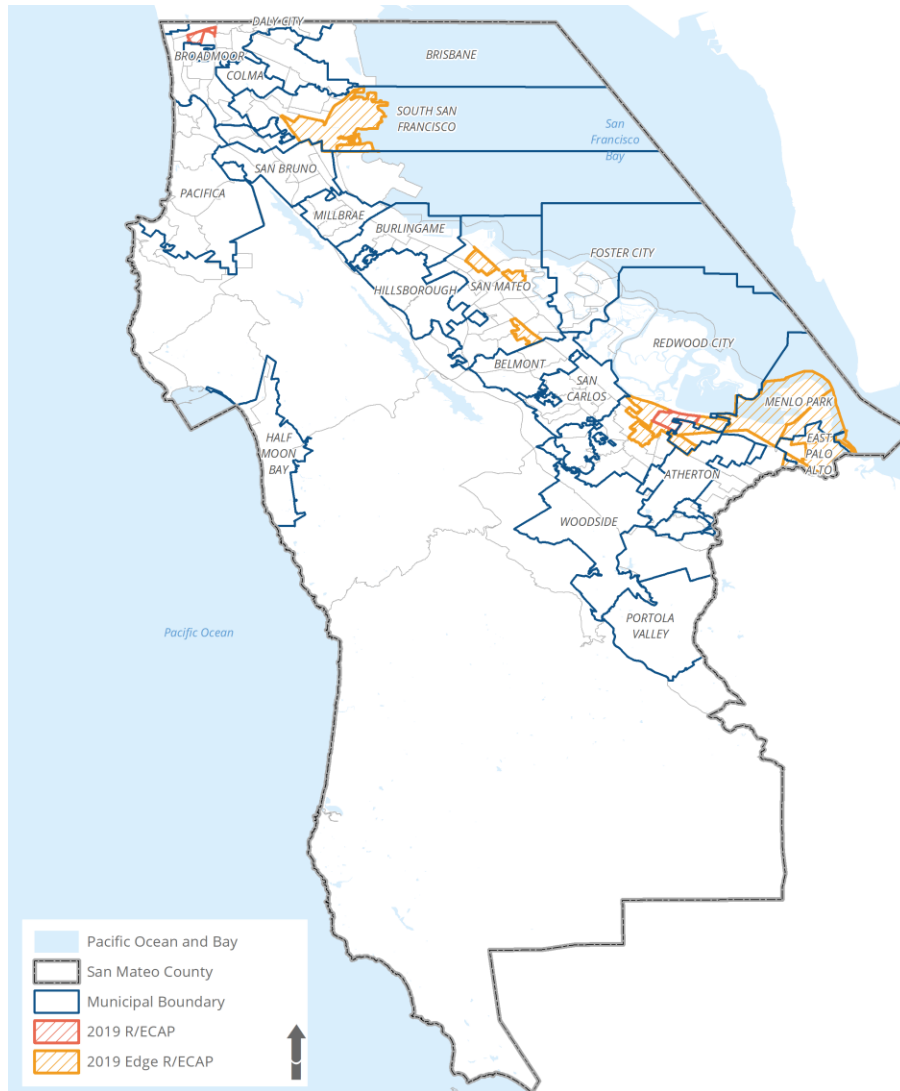 DALY CITY
BROADMOOR
BRISBANE
COLMA
SOUTH SAN
FRANCISCO
San
Francisco
Bay
SAN BRUNO
PACIFICA
MILLBRAE
BURLINGAME
FOSTER CITY
HILLSBOROUGH
SAN MATEO
REDWOOD CITY
BELMONT
SAN
CARLOS
MENLO PARK
HALF
MOON
BAY
EAST
PALO
ALTO
ATHERTON
WOODSIDE
PORTOLA
VALLEY
Pacific Ocean
Pacific Ocean and Bay
San Mateo County
Municipal Boundary
2019 R/ECAP
2019 Edge R/ECAP